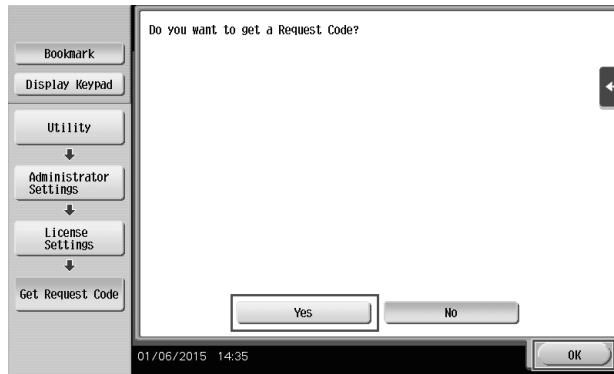 Do you want to get a Request Code?
Bookmark
Display Keypad
Utility
Administrator
Settings
License
Settings
Get Request Code
Yes
No
01/06/2015 14:35
OK